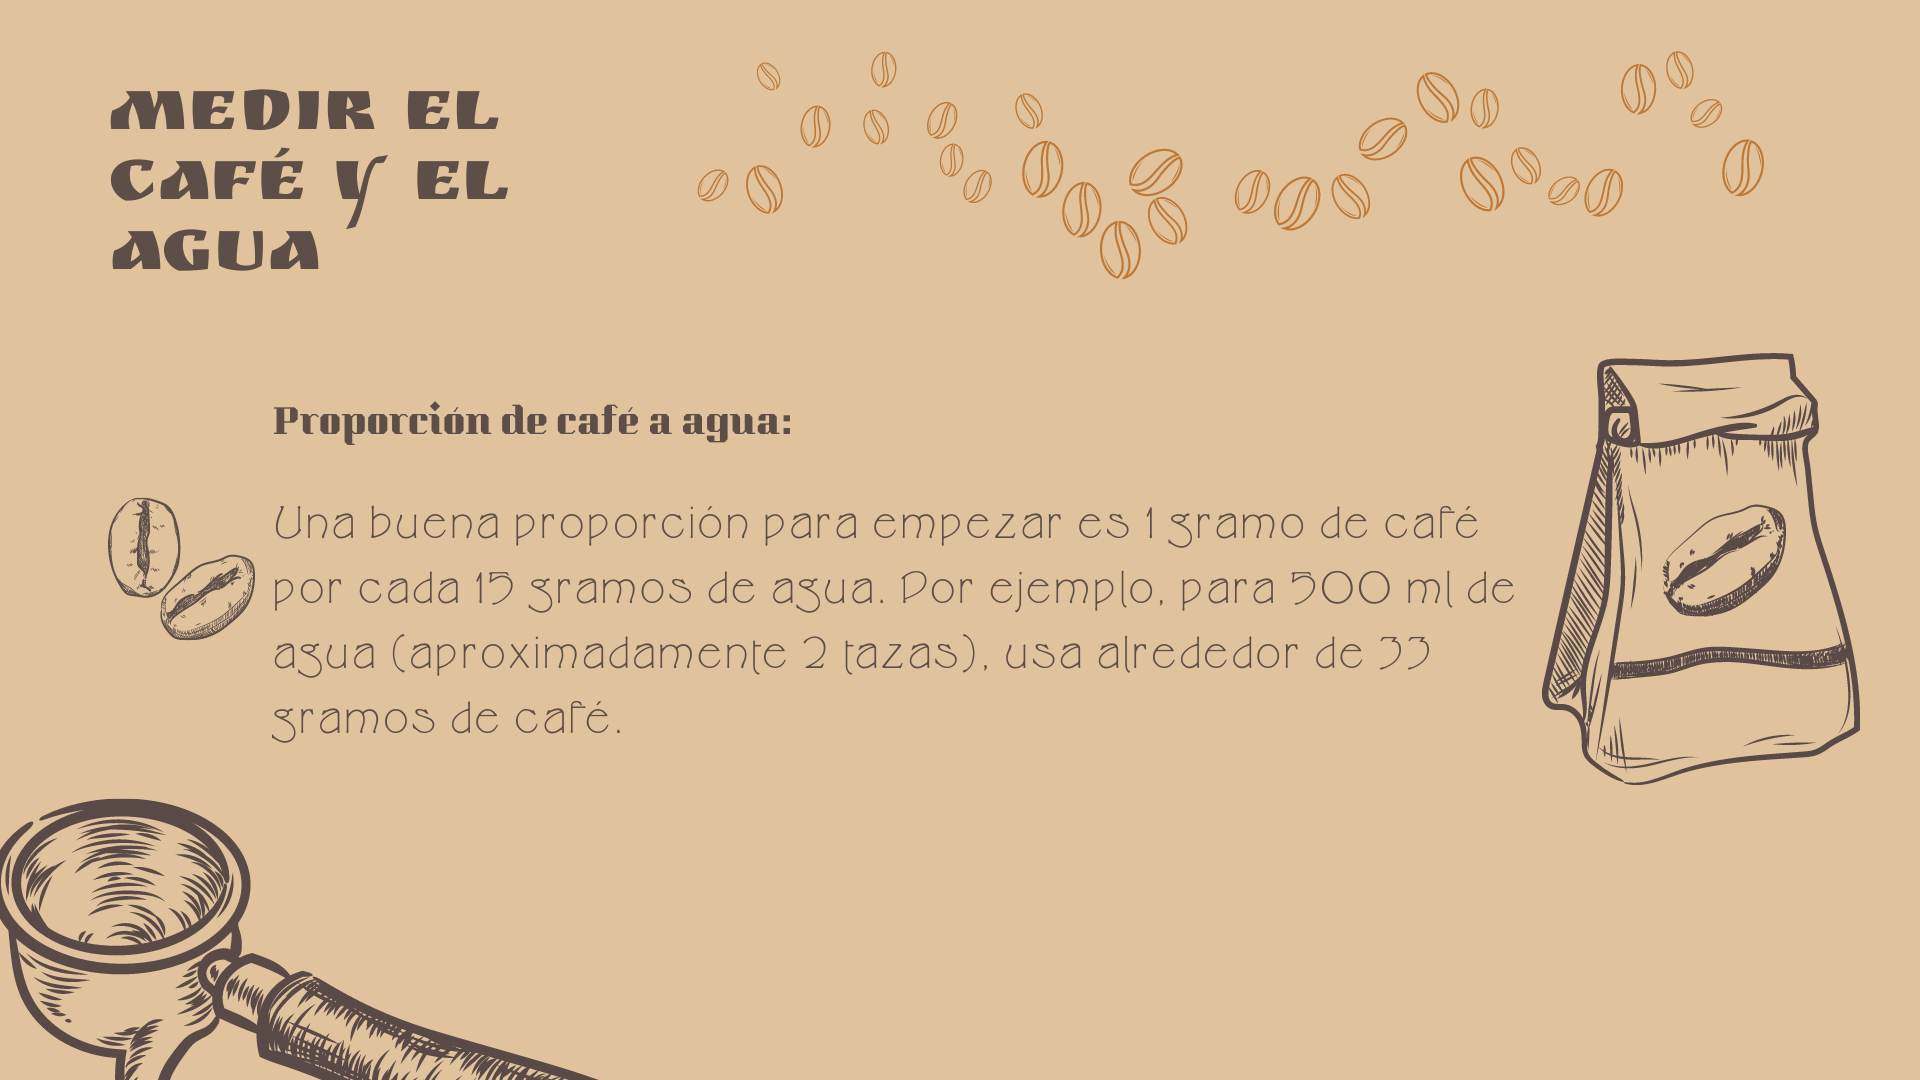 MEDIR EL
CAFÉ Y EL
AGUA
Proporción de café a agua:
Una buena proporción para empezar es 1 gramo de café
por cada 15 gramos de agua. Por ejemplo, para 500 ml de
agua (aproximadamente 2 tazas), usa alrededor de 33
gramos de café.